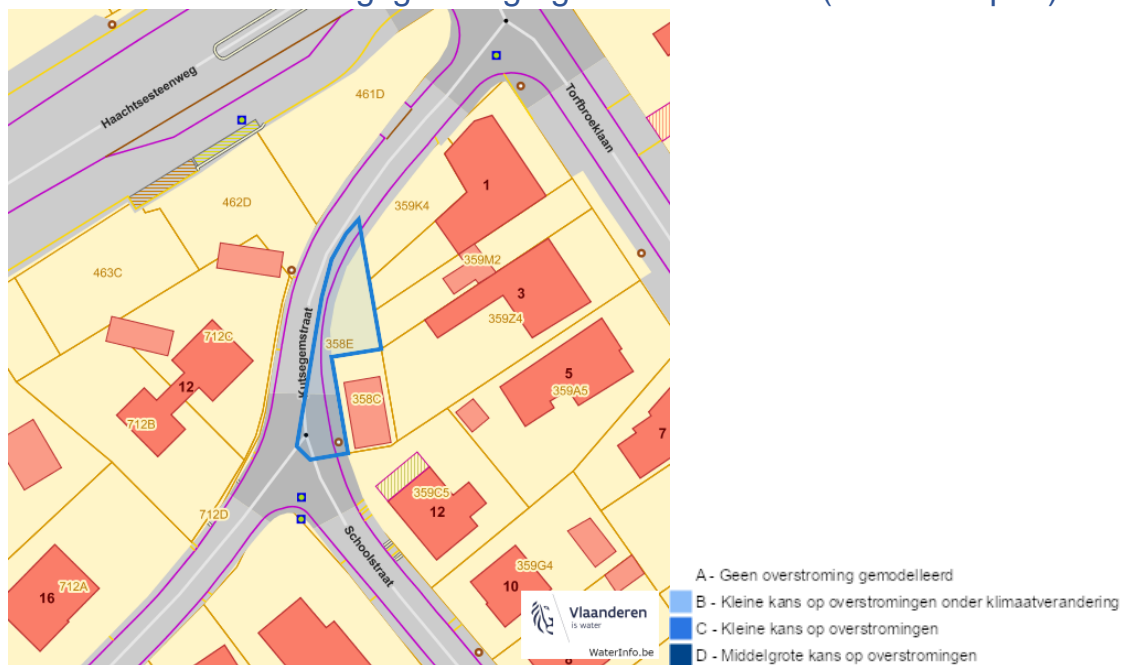 Haachtsesteenweg
461D
Torfbroeklaan
1
462D
359K4
463C
359M2
3
359Z4
Kutsegemstraat
358E
712C
5
359A5
12
358C
7
712B
359C5
12
712D
Schoolstraat
359G4
10
16
712A
Vlaanderen
is water
WaterInfo.be
8
A - Geen overstroming gemodelleerd
B - Kleine kans op overstromingen onder klimaatverandering
C - Kleine kans op overstromingen
D - Middelgrote kans op overstromingen